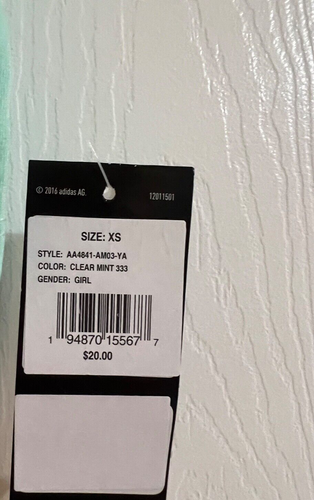 © 2016 adidas AG.
12011501
SIZE: XS
STYLE: AA4841-AM03-YA
COLOR: CLEAR MINT 333
GENDER: GIRL
1 94870 15567 7
$20.00